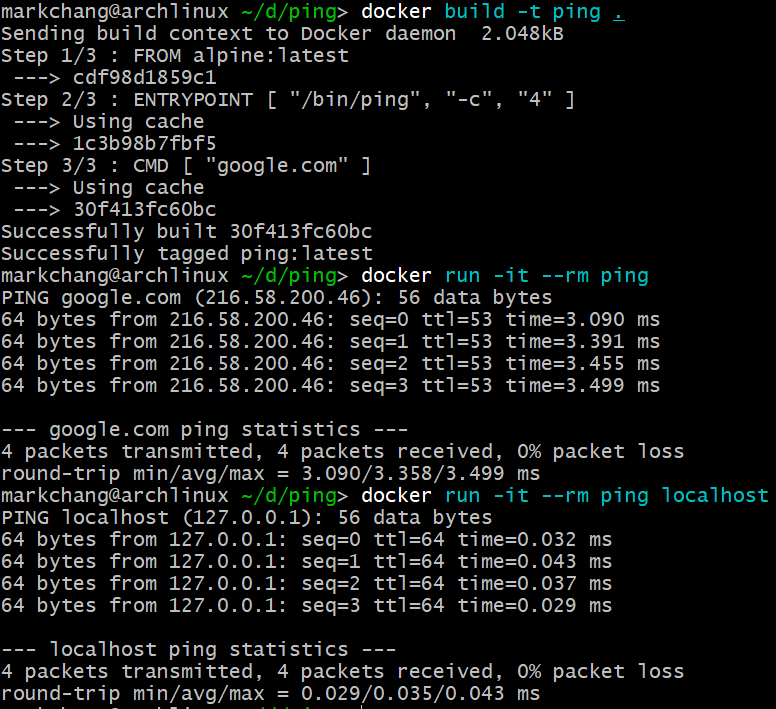 markchang@archlinux ~/d/ping> docker build -t ping .
Sending build context to Docker daemon  2.048kB
Step 1/3 : FROM alpine:latest
 ---> cdf98d1859c1
Step 2/3 : ENTRYPOINT [ "/bin/ping", "-c", "4" ]
 ---> Using cache
 ---> 1c3b98b7fbf5
Step 3/3 : CMD [ "google.com" ]
 ---> Using cache
 ---> 30f413fc60bc
Successfully built 30f413fc60bc
Successfully tagged ping:latest
markchang@archlinux ~/d/ping> docker run -it --rm ping
PING google.com (216.58.200.46): 56 data bytes
64 bytes from 216.58.200.46: seq=0 ttl=53 time=3.090 ms
64 bytes from 216.58.200.46: seq=1 ttl=53 time=3.391 ms
64 bytes from 216.58.200.46: seq=2 ttl=53 time=3.455 ms
64 bytes from 216.58.200.46: seq=3 ttl=53 time=3.499 ms

--- google.com ping statistics ---
4 packets transmitted, 4 packets received, 0% packet loss
round-trip min/avg/max = 3.090/3.358/3.499 ms
markchang@archlinux ~/d/ping> docker run -it --rm ping localhost
PING localhost (127.0.0.1): 56 data bytes
64 bytes from 127.0.0.1: seq=0 ttl=64 time=0.032 ms
64 bytes from 127.0.0.1: seq=1 ttl=64 time=0.043 ms
64 bytes from 127.0.0.1: seq=2 ttl=64 time=0.037 ms
64 bytes from 127.0.0.1: seq=3 ttl=64 time=0.029 ms

--- localhost ping statistics ---
4 packets transmitted, 4 packets received, 0% packet loss
round-trip min/avg/max = 0.029/0.035/0.043 ms